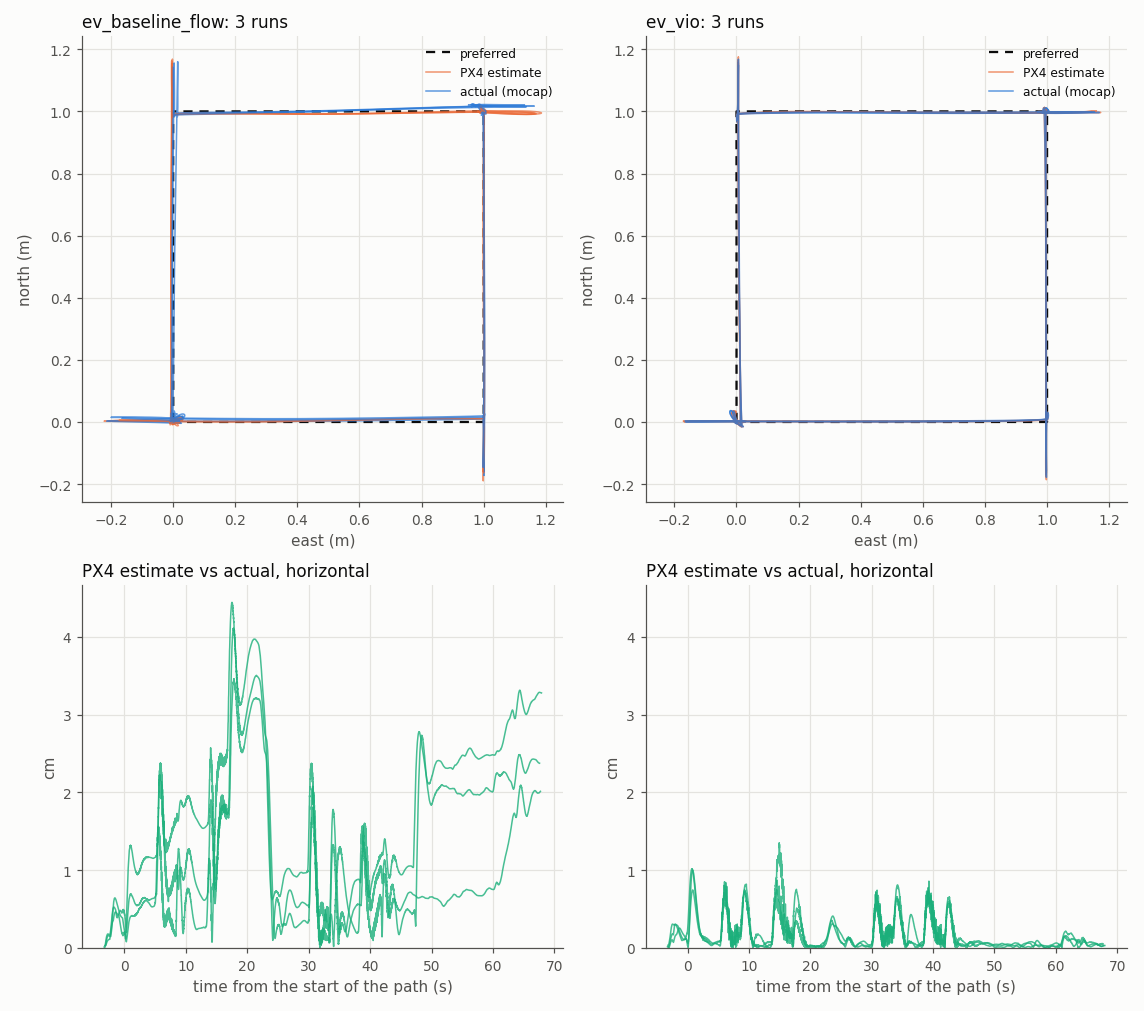 ev_baseline_flow: 3 runs
1.2
1.0
0.8
0.6
0.4
0.2
0.0
−0.2
north (m)
preferred
PX4 estimate
actual (mocap)
−0.2 0.0 0.2 0.4 0.6 0.8 1.0 1.2
east (m)
ev_vio: 3 runs
1.2
1.0
0.8
0.6
0.4
0.2
0.0
−0.2
north (m)
preferred
PX4 estimate
actual (mocap)
−0.2 0.0 0.2 0.4 0.6 0.8 1.0 1.2
east (m)
PX4 estimate vs actual, horizontal
4
3
2
1
0
cm
0 10 20 30 40 50 60 70
time from the start of the path (s)
PX4 estimate vs actual, horizontal
4
3
2
1
0
cm
0 10 20 30 40 50 60 70
time from the start of the path (s)